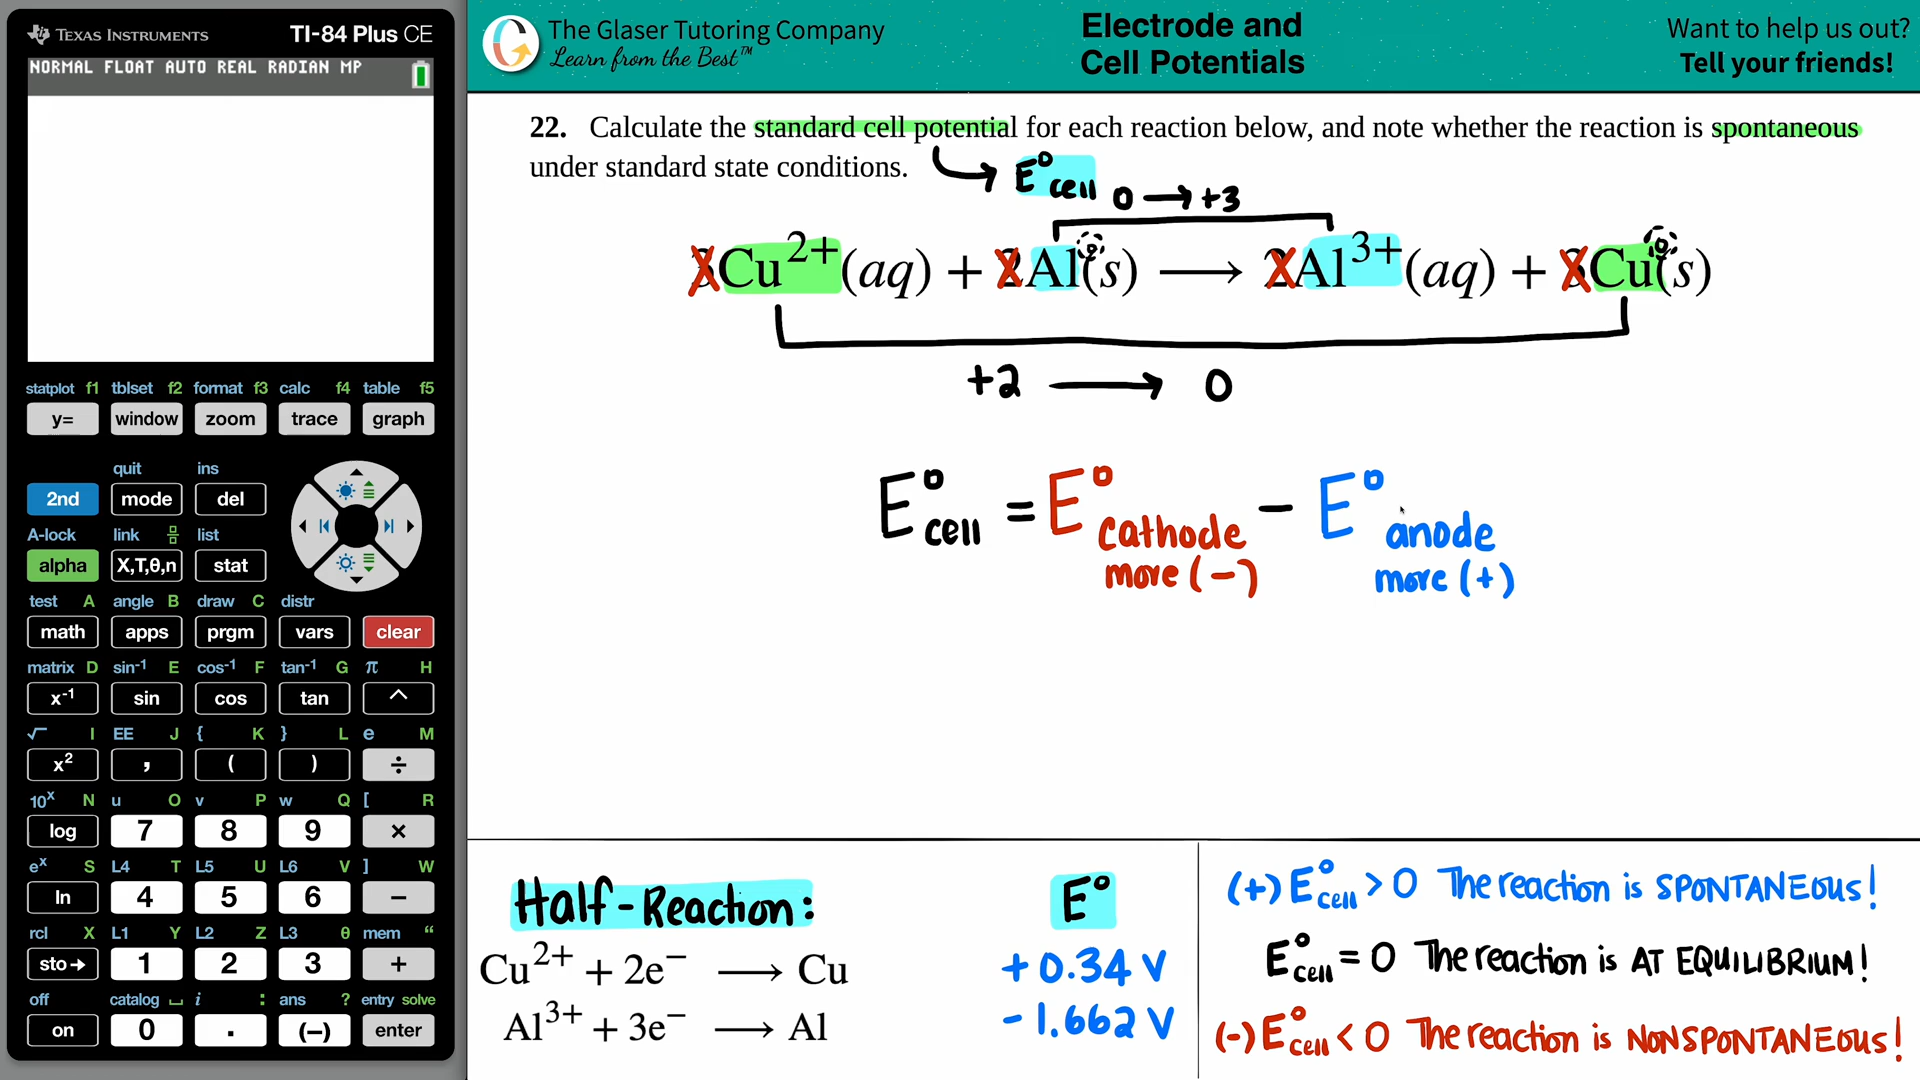 TEXAS INSTRUMENTS TI-84 Plus CE
NORMAL FLOAT AUTO REAL RADIAN MP
statplot f1 tblset f2 format f3 calc f4 table f5
y= window zoom trace graph
quit ins
2nd mode del
A-lock link list
alpha X,T,θ,n stat
test A angle B draw C distr
math apps prgm vars clear
matrix D sin⁻¹ E cos⁻¹ F tan⁻¹ G π H
x⁻¹ sin cos tan ^
√ I EE J { K } L e M
x² , ( ) ÷
10ˣ N u O v P w Q [ R
log 7 8 9 ×
eˣ S L4 T L5 U L6 V ] W
ln 4 5 6 −
rcl X L1 Y L2 Z L3 θ mem “
sto→ 1 2 3 +
off catalog ␣ i : ans ? entry solve
on 0 . (−) enter
The Glaser Tutoring Company
Learn from the Best™
Electrode and
Cell Potentials
Want to help us out?
Tell your friends!
22. Calculate the standard cell potential for each reaction below, and note whether the reaction is spontaneous
under standard state conditions.
E° cell
0 → +3
3Cu²⁺(aq) + 2Al(s) ⟶ 2Al³⁺(aq) + 3Cu(s)
+2 ⟶ 0
E°cell = E°cathode − E°anode
more (−) more (+)
Half-Reaction: E°
Cu²⁺ + 2e⁻ ⟶ Cu +0.34 V
Al³⁺ + 3e⁻ ⟶ Al −1.662 V
(+) E°cell > 0 The reaction is SPONTANEOUS!
E°cell = 0 The reaction is AT EQUILIBRIUM!
(-) E°cell < 0 The reaction is NONSPONTANEOUS!